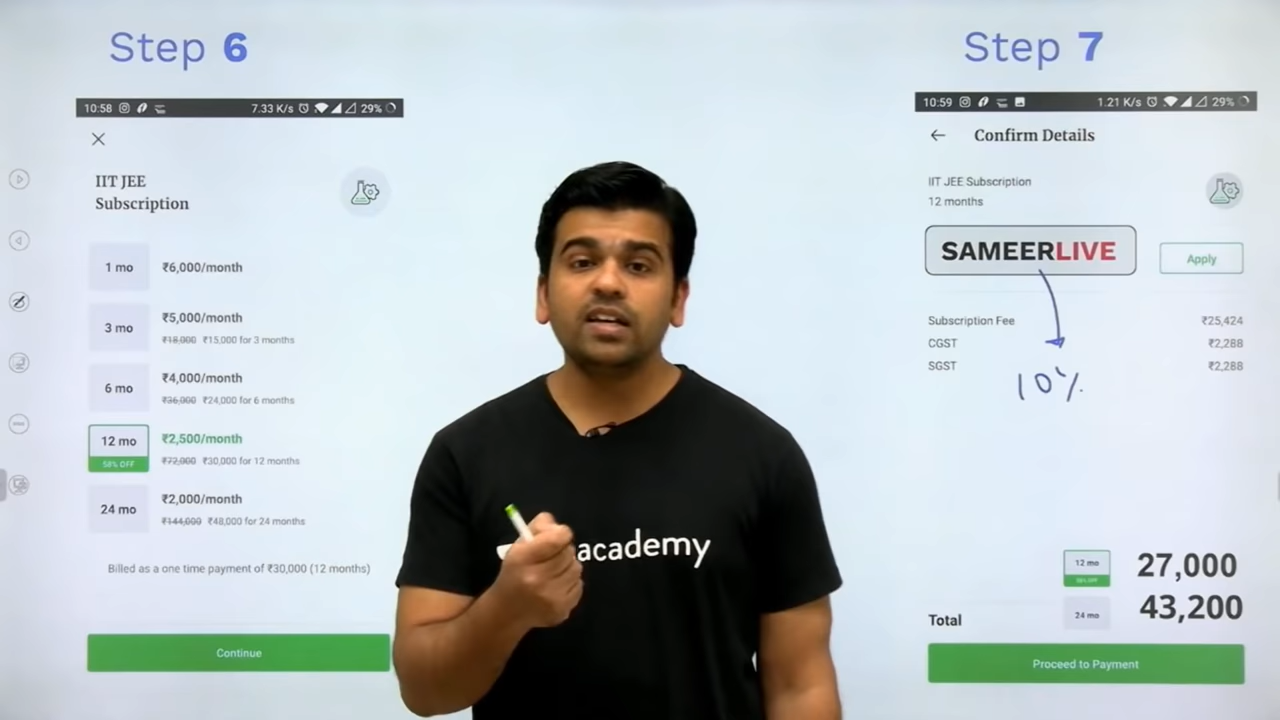 Step 6
10:58 7.33 K/s 29%
IIT JEE
Subscription
1 mo ₹6,000/month
3 mo ₹5,000/month
₹18,000 ₹15,000 for 3 months
6 mo ₹4,000/month
₹36,000 ₹24,000 for 6 months
12 mo ₹2,500/month
58% OFF ₹72,000 ₹30,000 for 12 months
24 mo ₹2,000/month
₹144,000 ₹48,000 for 24 months
Billed as a one time payment of ₹30,000 (12 months)
Continue
academy
Step 7
10:59 1.21 K/s 29%
Confirm Details
IIT JEE Subscription
12 months
SAMEERLIVE Apply
Subscription Fee ₹25,424
CGST ₹2,288
SGST ₹2,288
10%
12 mo 27,000
Total 24 mo 43,200
Proceed to Payment